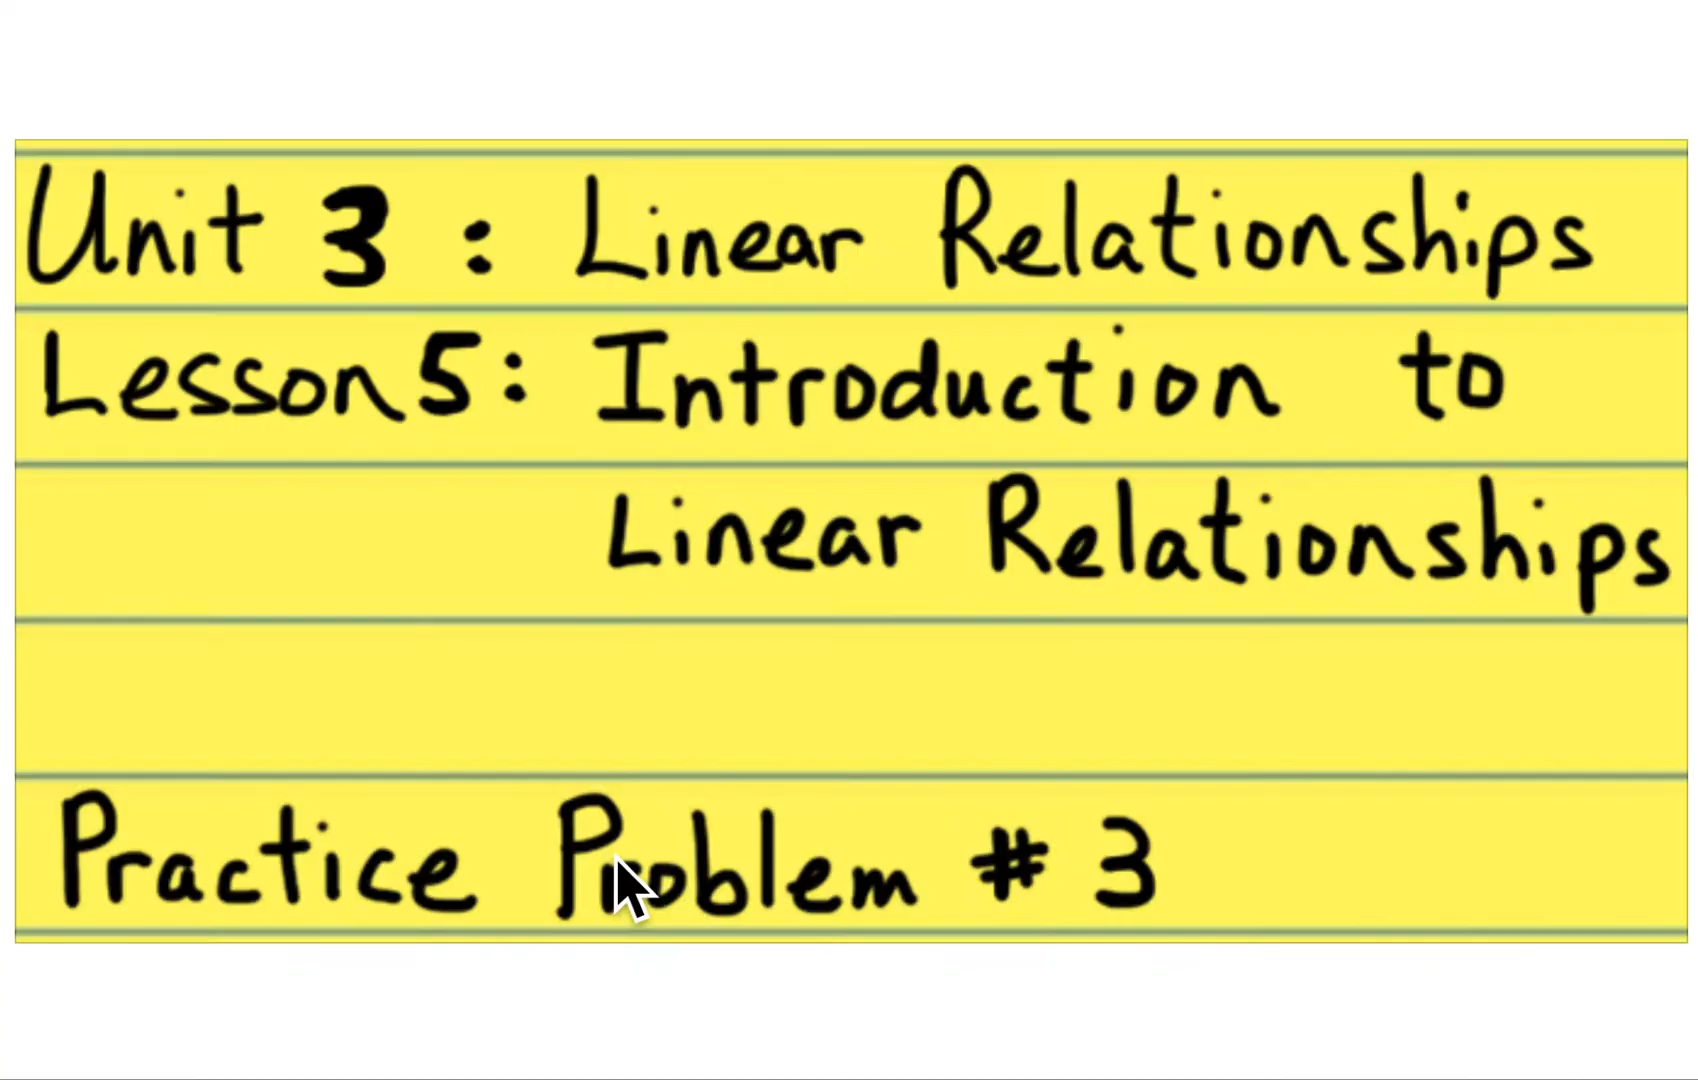 Unit 3 : Linear Relationships
Lesson 5: Introduction to
Linear Relationships
Practice Problem # 3